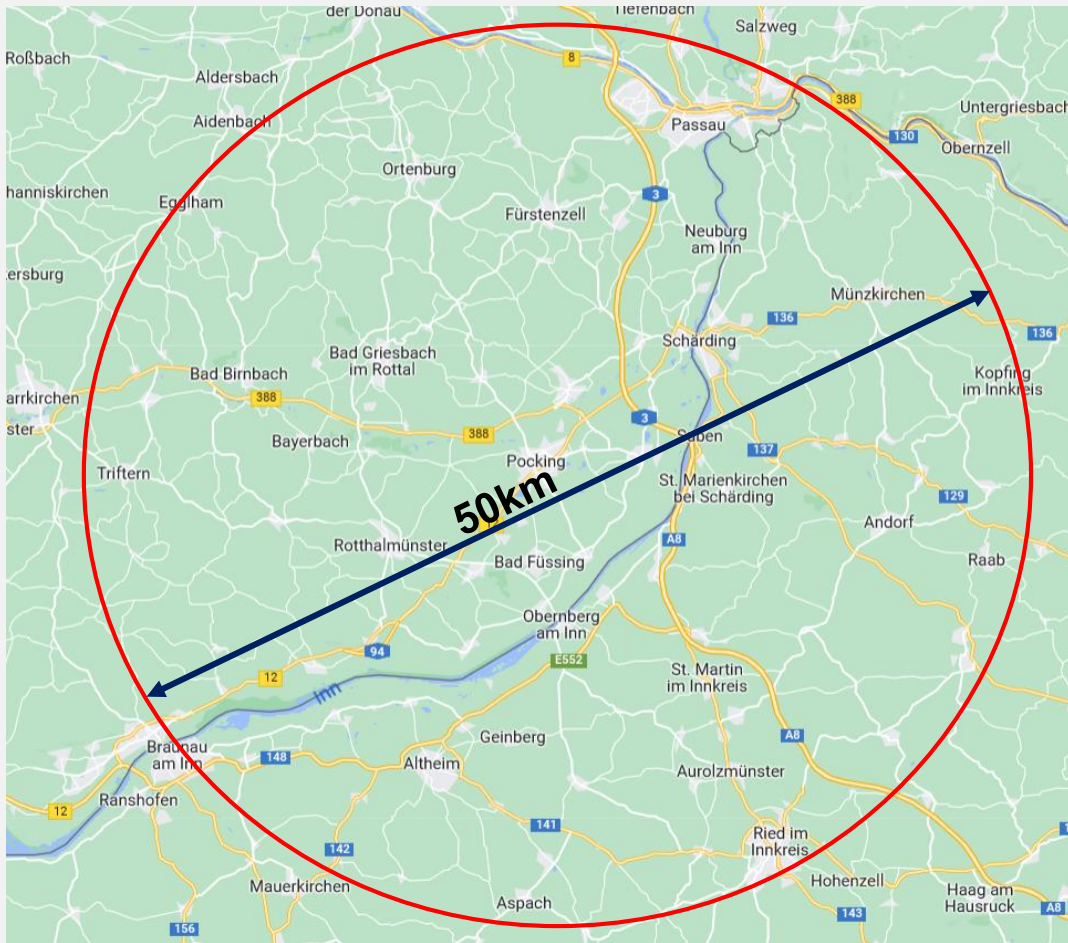 der Donau
Tiefenbach
Salzweg
Roßbach
8
Aldersbach
388
Untergriesbach
Aidenbach
Passau
130
Obernzell
Ortenburg
hanniskirchen
3
Egglham
Fürstenzell
Neuburg
am Inn
ersburg
Münzkirchen
136
136
Schärding
Bad Griesbach
im Rottal
Bad Birnbach
Kopfing
im Innkreis
arrkirchen
388
3
ster
388
Bayerbach
Suben
137
Pocking
Triftern
St. Marienkirchen
bei Schärding
50km
129
Andorf
A8
Rotthalmünster
Bad Füssing
Raab
Obernberg
am Inn
94
E552
St. Martin
im Innkreis
12
Inn
Geinberg
A8
Braunau
am Inn
148
Altheim
Aurolzmünster
Ranshofen
12
141
Ried im
Innkreis
142
Hohenzell
Mauerkirchen
Haag am
Hausruck
Aspach
143
A8
156